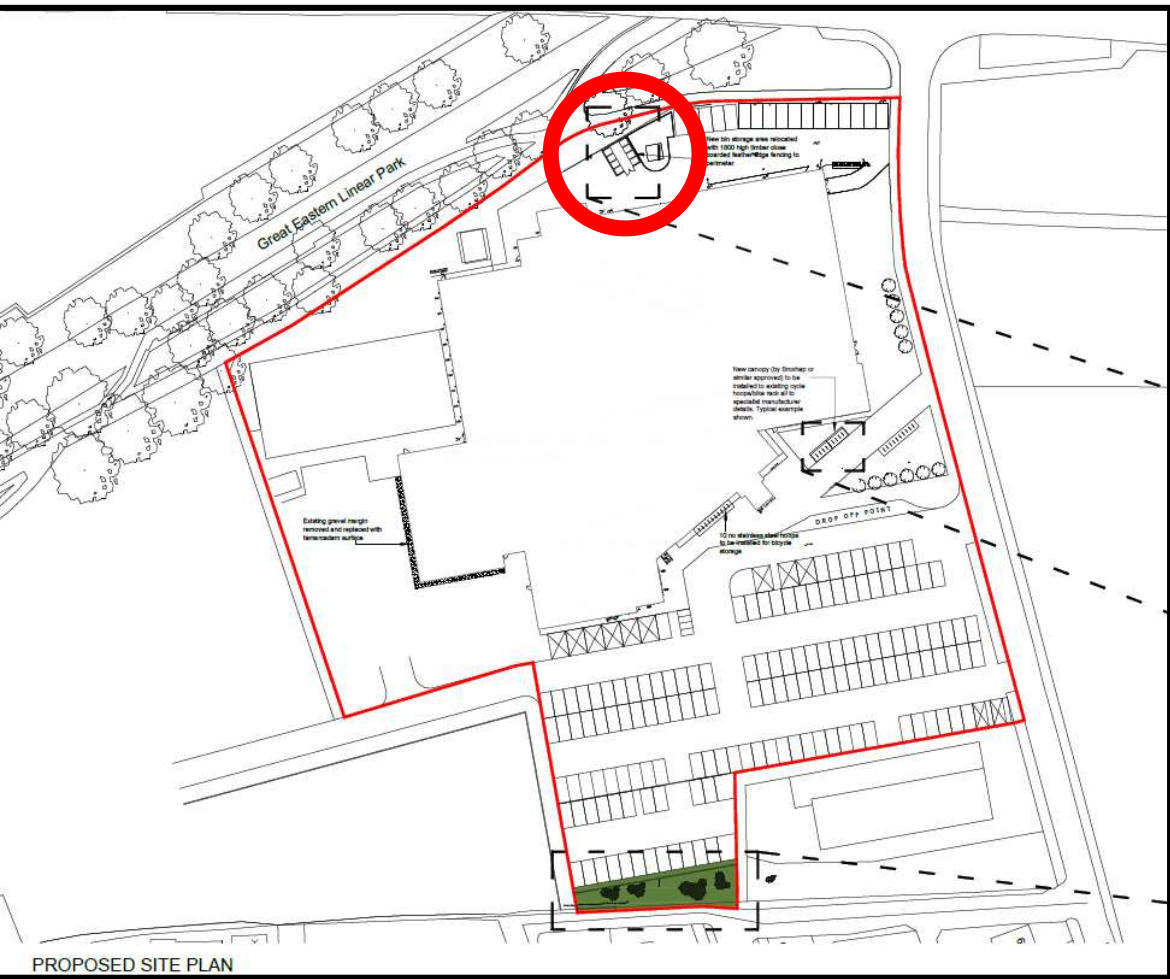 Great Eastern Linear Park
New bin storage area relocated
with 1800 high timber close
boarded feather edge fencing to
perimeter
New canopy (by Broxhap or
similar approved) to be
installed to existing cycle
hoops/bike rack all to
specialist manufacturer
details. Typical example
shown.
Existing gravel margin
removed and replaced with
tarmacadam surface
DROP OFF POINT
10 no stainless steel hoops
to be installed for bicycle
storage
PROPOSED SITE PLAN